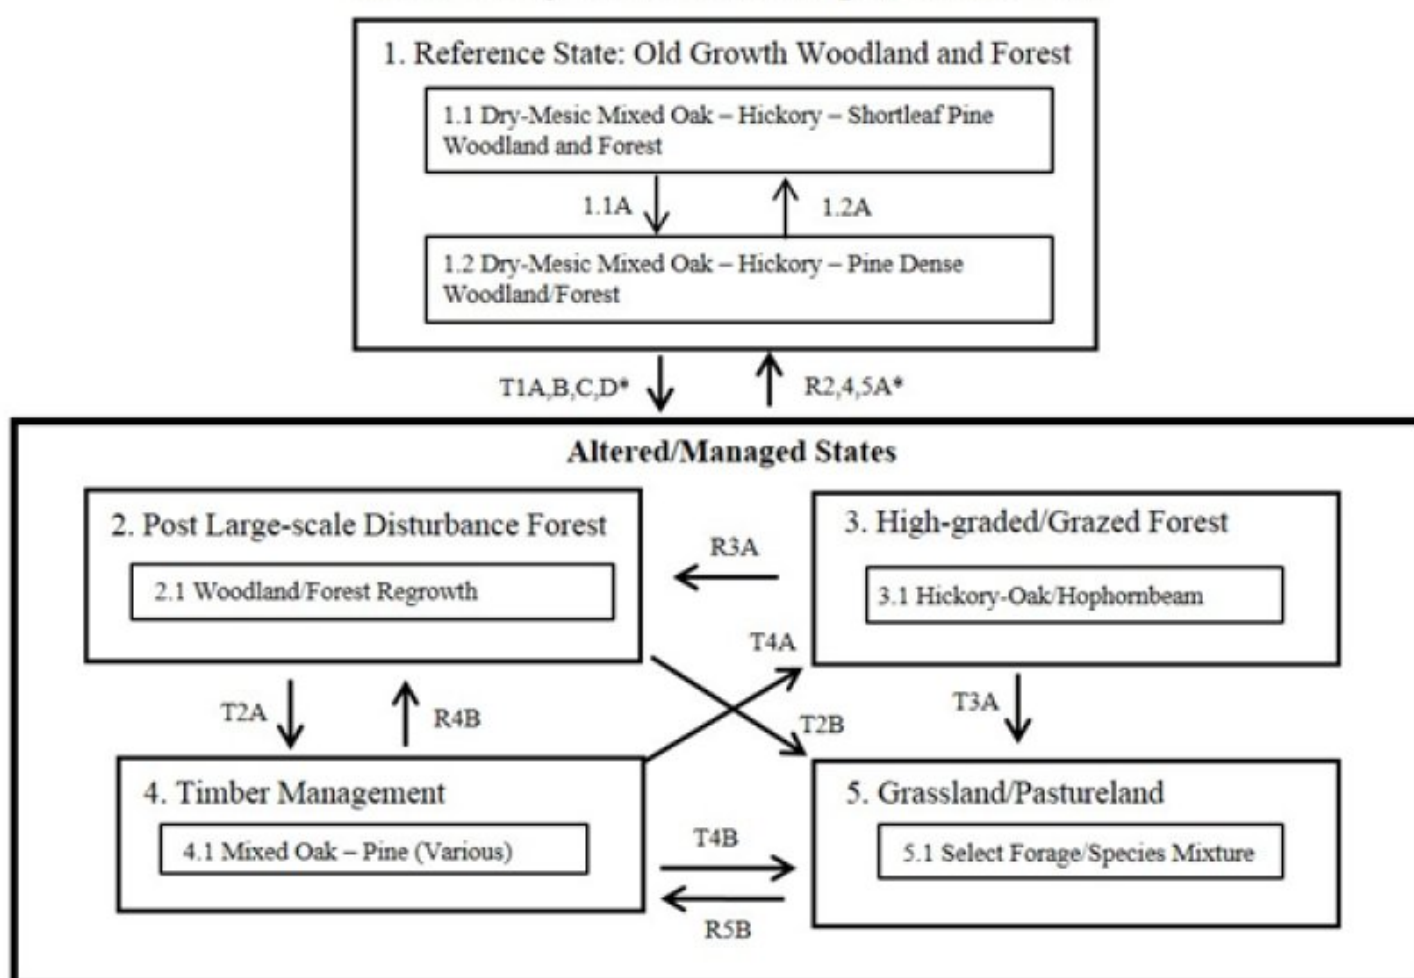 1. Reference State: Old Growth Woodland and Forest
1.1 Dry-Mesic Mixed Oak – Hickory – Shortleaf Pine
Woodland and Forest
1.1A
1.2A
1.2 Dry-Mesic Mixed Oak – Hickory – Pine Dense
Woodland/Forest
T1A,B,C,D*
R2,4,5A*
Altered/Managed States
2. Post Large-scale Disturbance Forest
2.1 Woodland/Forest Regrowth
R3A
3. High-graded/Grazed Forest
3.1 Hickory-Oak/Hophornbeam
T4A
T2A
R4B
T2B
T3A
4. Timber Management
4.1 Mixed Oak – Pine (Various)
T4B
R5B
5. Grassland/Pastureland
5.1 Select Forage/Species Mixture